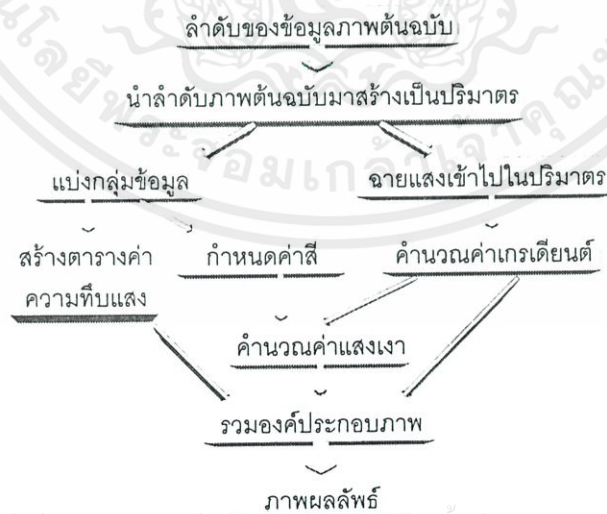 ลำดับของข้อมูลภาพต้นฉบับ
นำลำดับภาพต้นฉบับมาสร้างเป็นปริมาตร
แบ่งกลุ่มข้อมูล
ฉายแสงเข้าไปในปริมาตร
สร้างตารางค่า
ความทึบแสง
กำหนดค่าสี
คำนวณค่าเกรเดียนต์
คำนวณค่าแสงเงา
รวมองค์ประกอบภาพ
ภาพผลลัพธ์